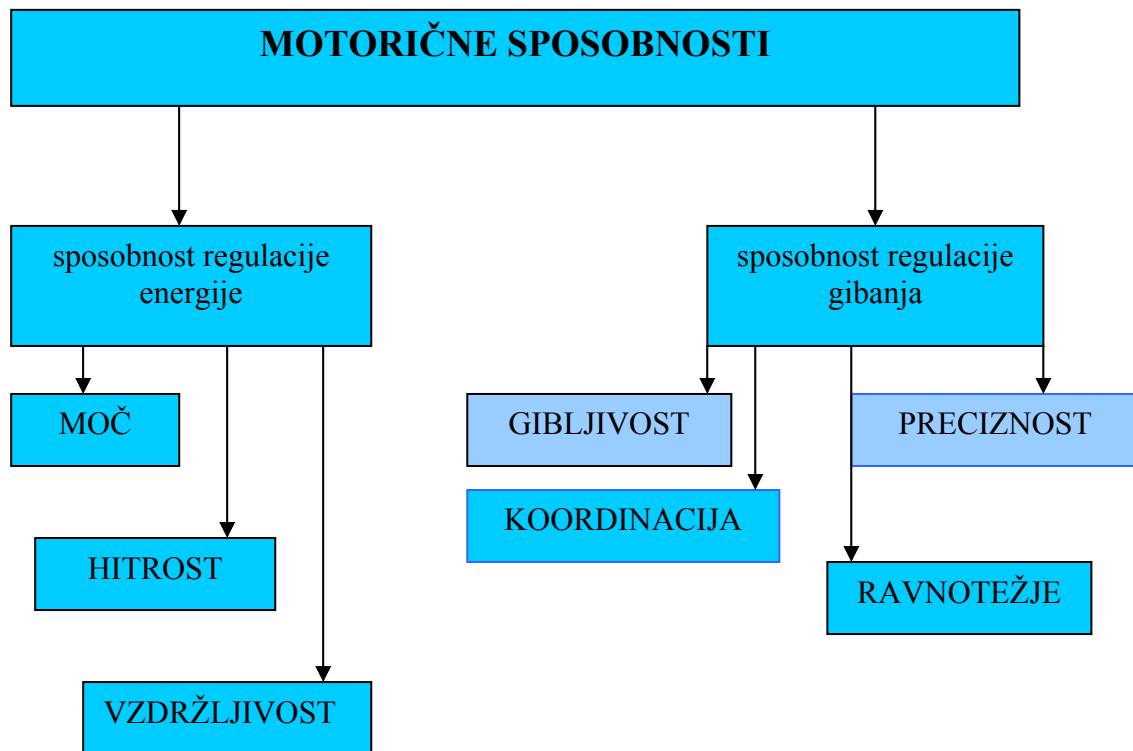 MOTORIČNE SPOSOBNOSTI
sposobnost regulacije
energije
sposobnost regulacije
gibanja
MOČ
GIBLJIVOST
PRECIZNOST
KOORDINACIJA
HITROST
RAVNOTEŽJE
VZDRŽLJIVOST